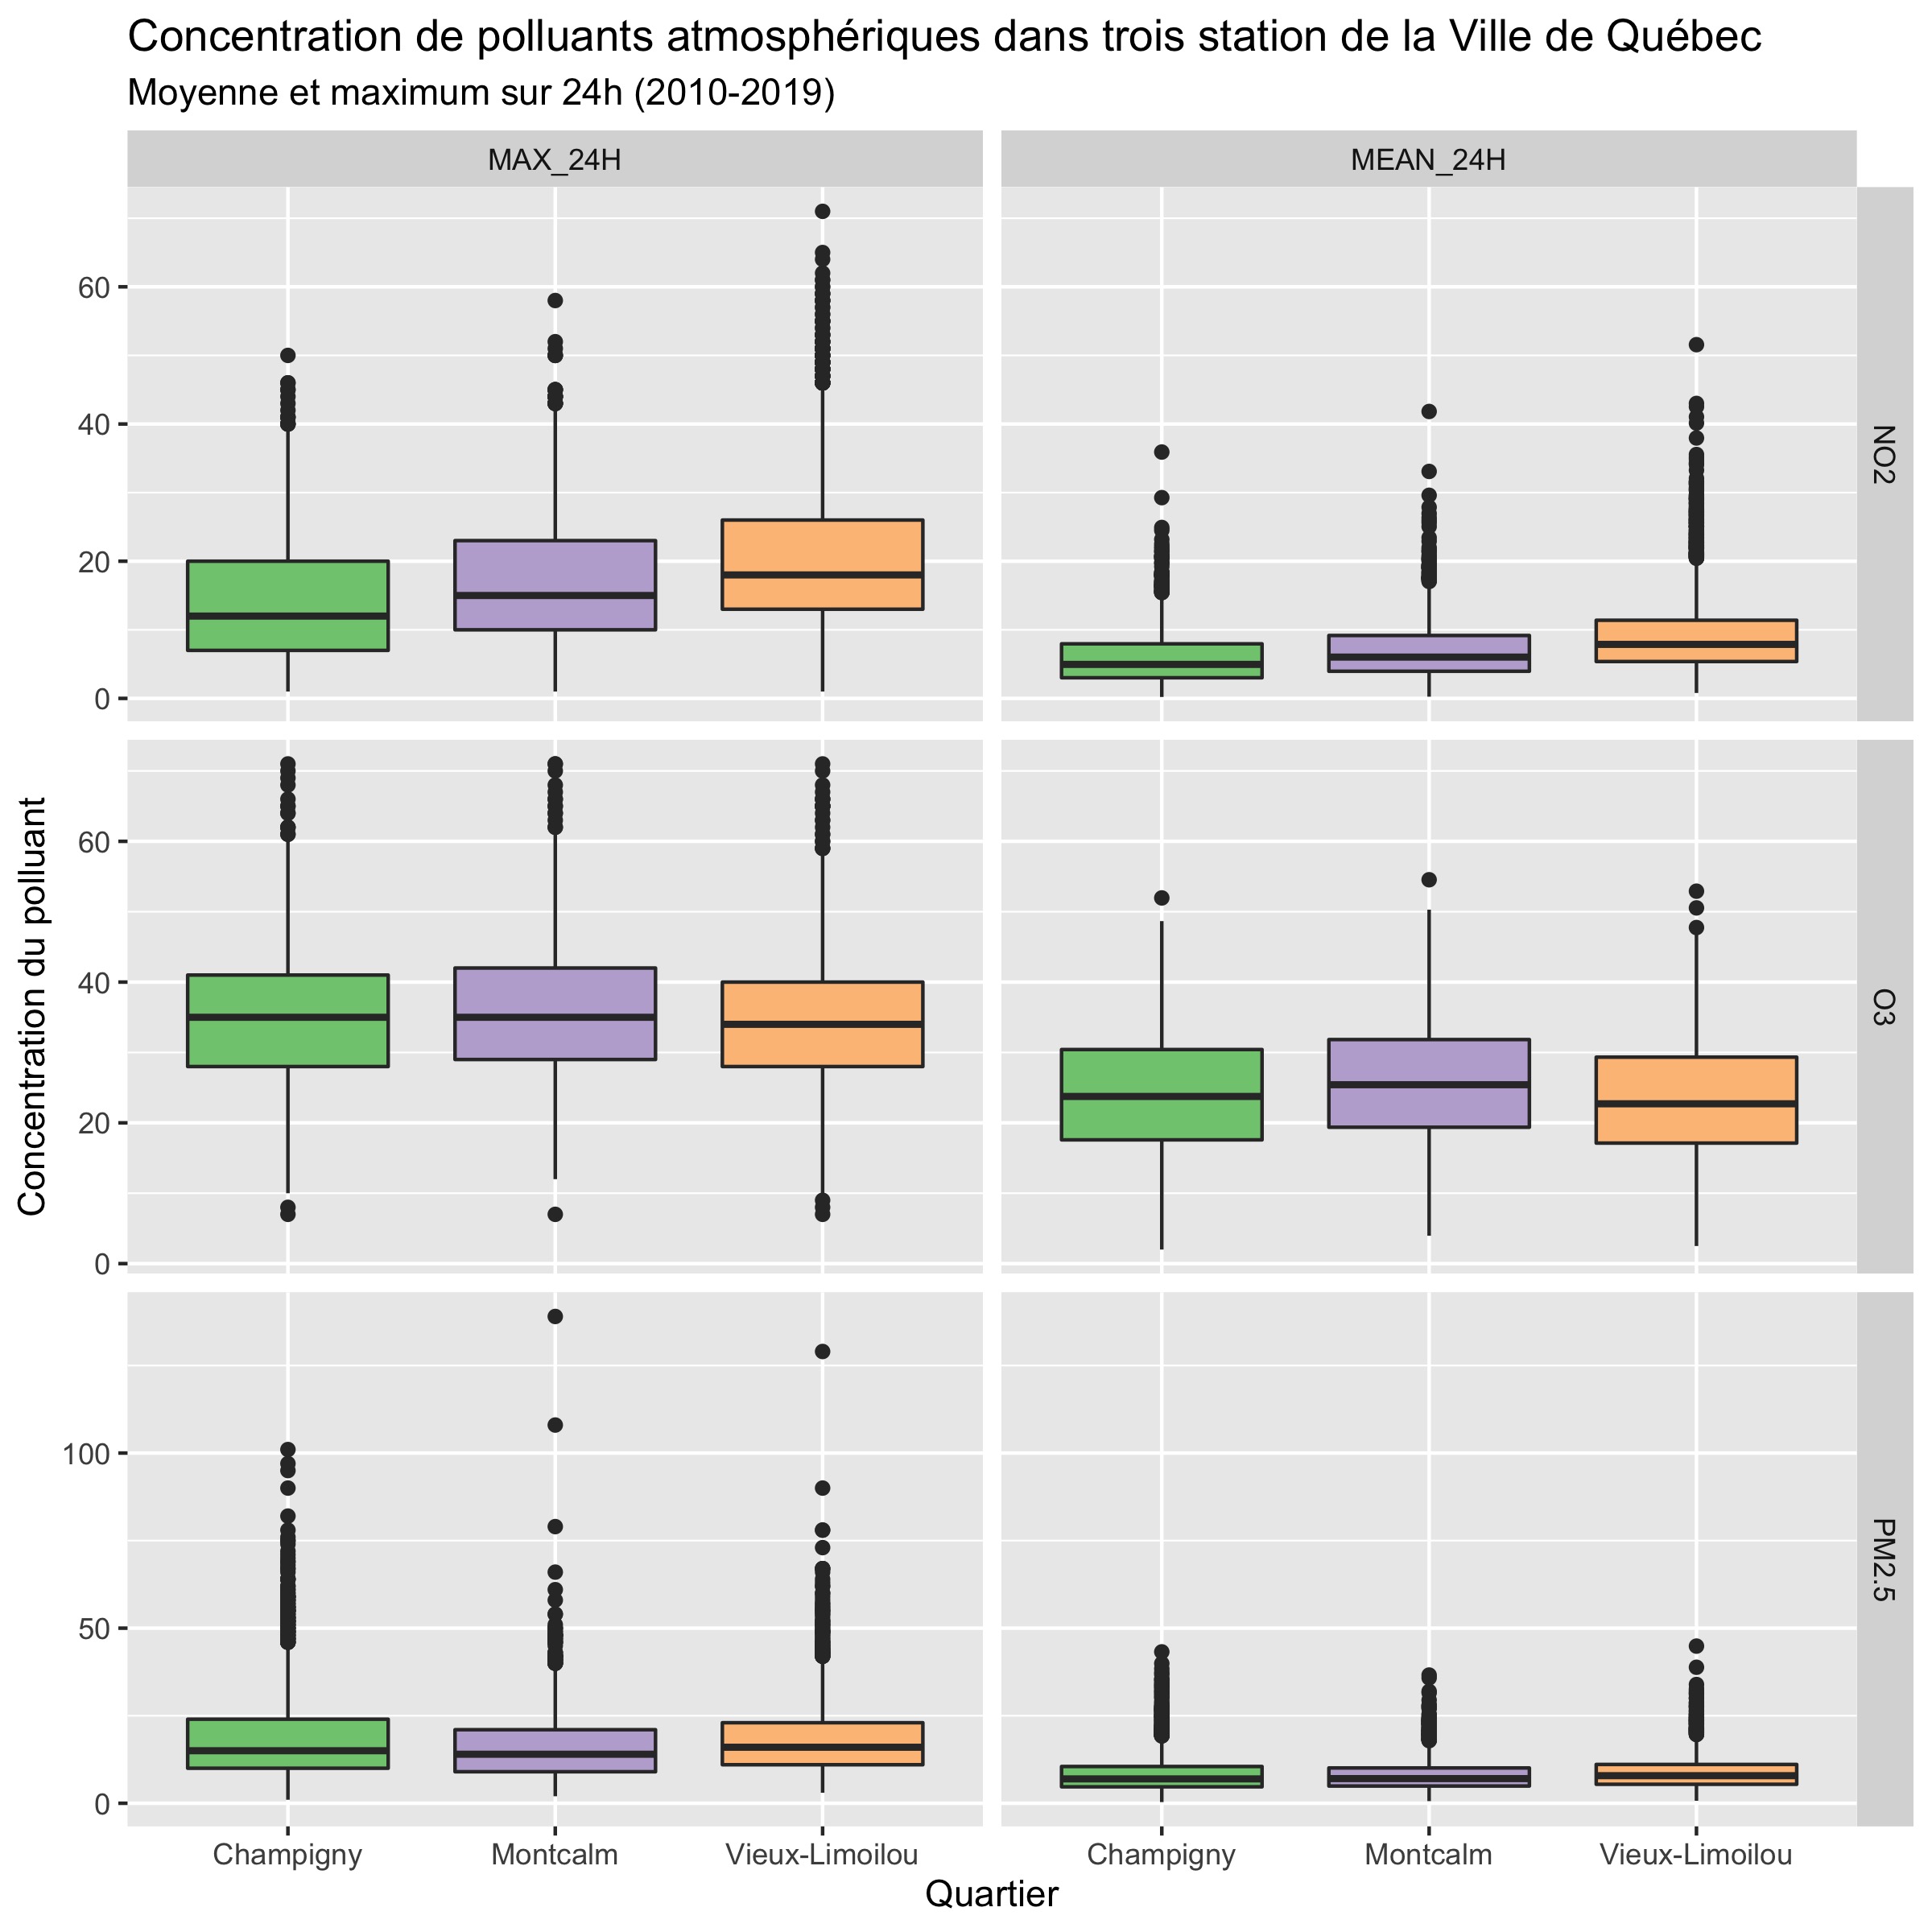 Concentration de polluants atmosphériques dans trois station de la Ville de Québec
Moyenne et maximum sur 24h (2010-2019)
MAX_24H
MEAN_24H
60
40
20
0
NO2
60
40
20
0
O3
100
50
0
PM2.5
Concentration du polluant
Champigny
Montcalm
Vieux-Limoilou
Champigny
Montcalm
Vieux-Limoilou
Quartier